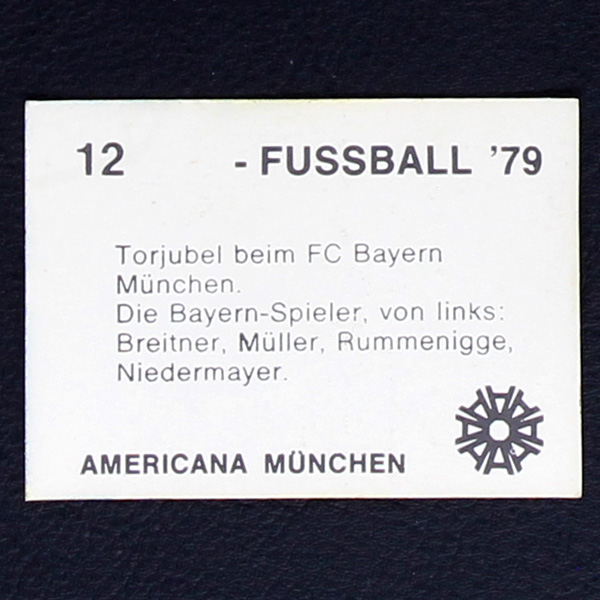 12 - FUSSBALL '79
Torjubel beim FC Bayern
München.
Die Bayern-Spieler, von links:
Breitner, Müller, Rummenigge,
Niedermayer.
AMERICANA MÜNCHEN